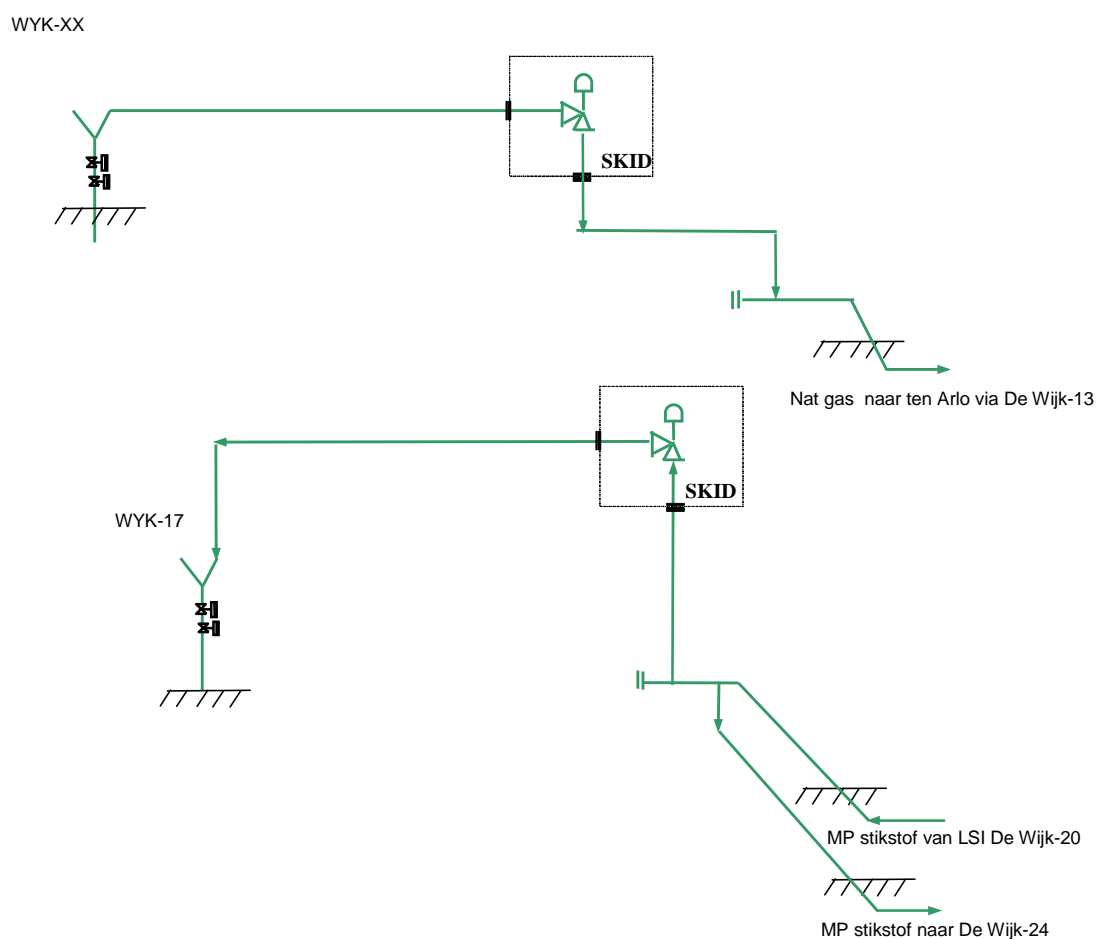 WYK-XX
SKID
Nat gas naar ten Arlo via De Wijk-13
SKID
WYK-17
MP stikstof van LSI De Wijk-20
MP stikstof naar De Wijk-24